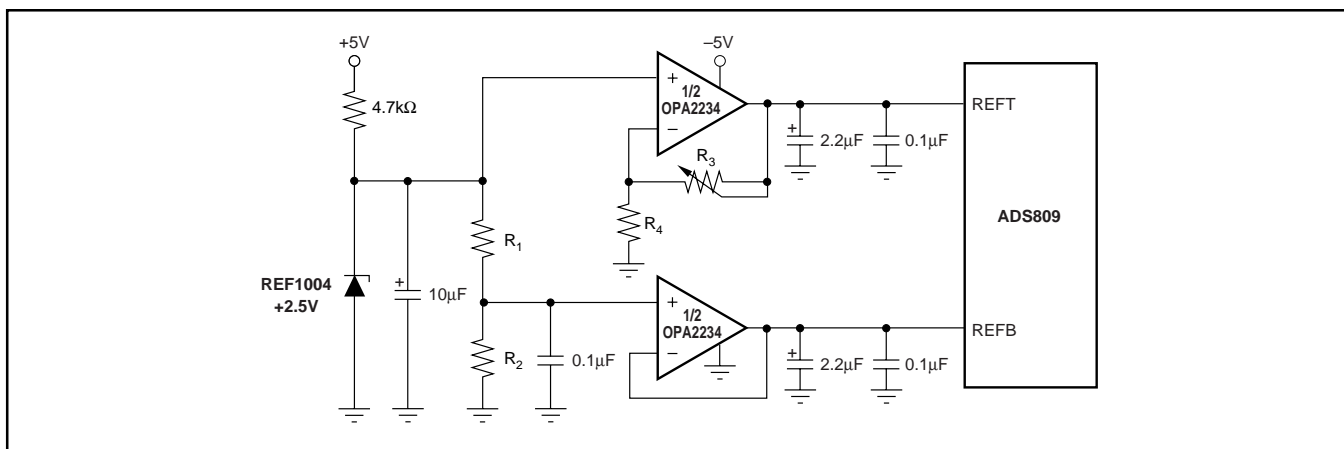 +5V
4.7kΩ
REF1004
+2.5V
+
10µF
R1
R2
0.1µF
+
1/2
OPA2234
–
–5V
R3
R4
+
2.2µF
0.1µF
REFT
+
1/2
OPA2234
–
+
2.2µF
0.1µF
REFB
ADS809